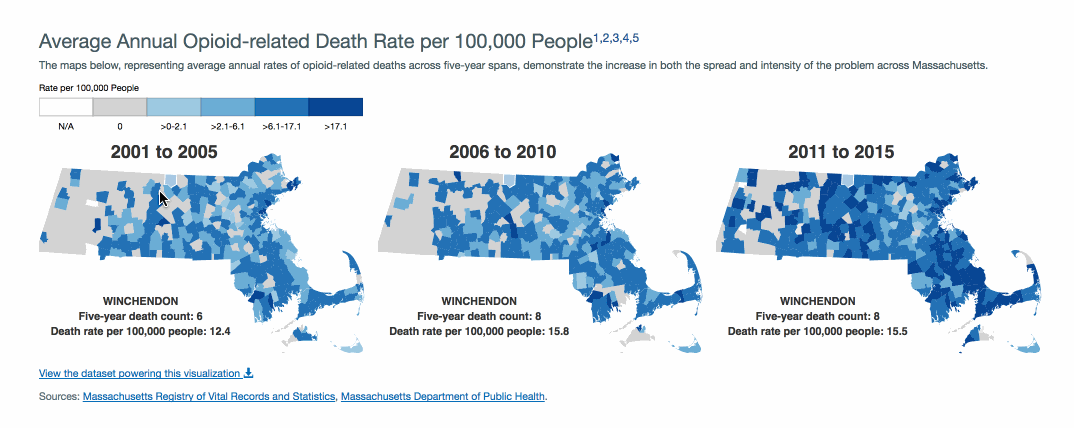 Average Annual Opioid-related Death Rate per 100,000 People1,2,3,4,5
The maps below, representing average annual rates of opioid-related deaths across five-year spans, demonstrate the increase in both the spread and intensity of the problem across Massachusetts.
Rate per 100,000 People
N/A 0 >0-2.1 >2.1-6.1 >6.1-17.1 >17.1
2001 to 2005
2006 to 2010
2011 to 2015
WINCHENDON
Five-year death count: 6
Death rate per 100,000 people: 12.4
WINCHENDON
Five-year death count: 8
Death rate per 100,000 people: 15.8
WINCHENDON
Five-year death count: 8
Death rate per 100,000 people: 15.5
View the dataset powering this visualization
Sources: Massachusetts Registry of Vital Records and Statistics, Massachusetts Department of Public Health.